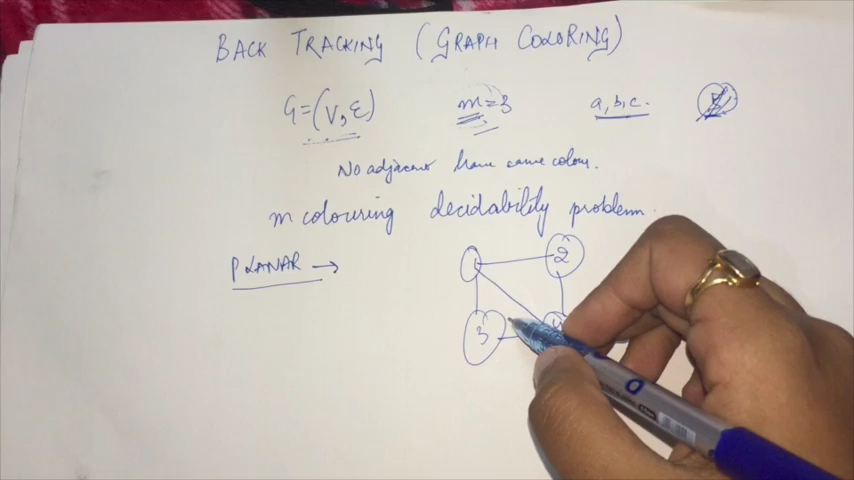 BACK TRACKING (GRAPH COLORING)
G=(V,E) m=3 a,b,c.
No adjacent have same colour.
m colouring decidability problem.
PLANAR →
2
3